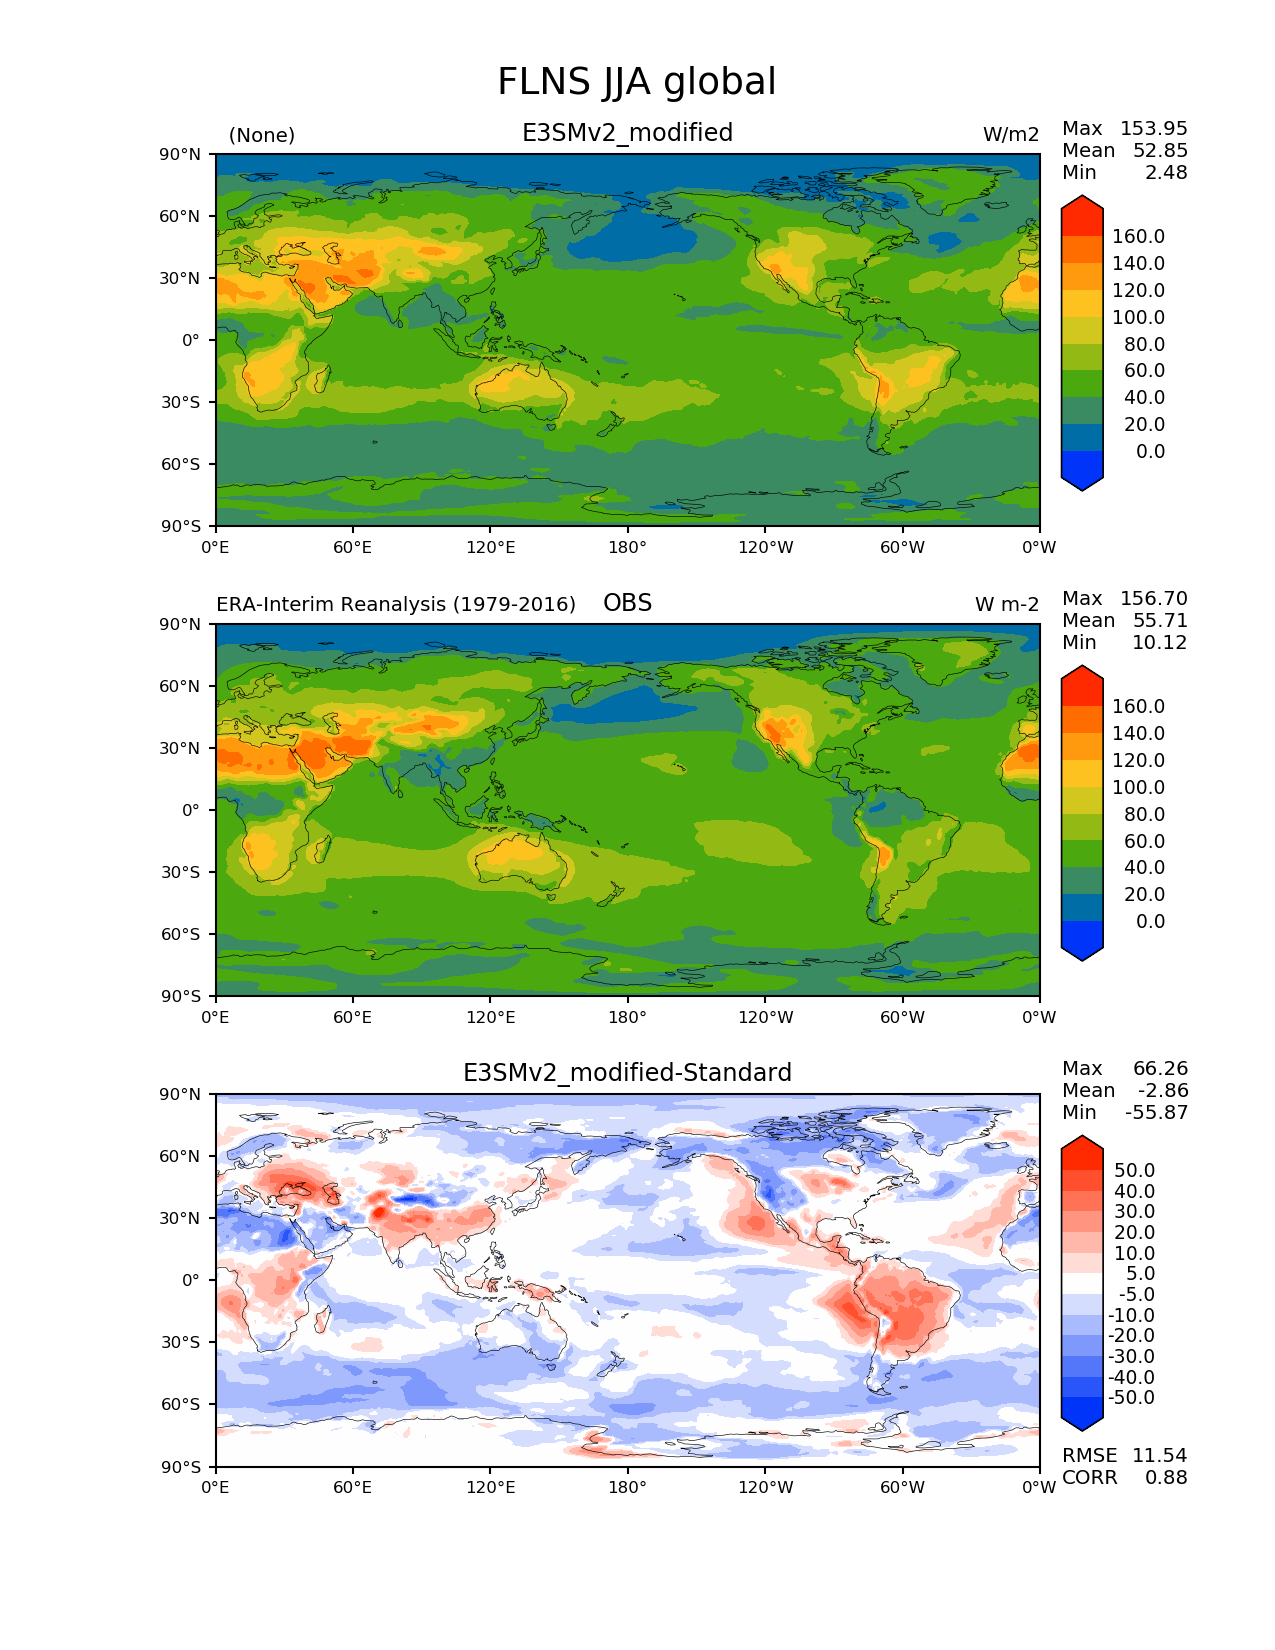 FLNS JJA global
(None) E3SMv2_modified W/m2
Max 153.95
Mean 52.85
Min 2.48
90°N
60°N
30°N
0°
30°S
60°S
90°S
0°E 60°E 120°E 180° 120°W 60°W 0°W
160.0
140.0
120.0
100.0
80.0
60.0
40.0
20.0
0.0
ERA-Interim Reanalysis (1979-2016) OBS W m-2
Max 156.70
Mean 55.71
Min 10.12
90°N
60°N
30°N
0°
30°S
60°S
90°S
0°E 60°E 120°E 180° 120°W 60°W 0°W
160.0
140.0
120.0
100.0
80.0
60.0
40.0
20.0
0.0
E3SMv2_modified-Standard
Max 66.26
Mean -2.86
Min -55.87
90°N
60°N
30°N
0°
30°S
60°S
90°S
0°E 60°E 120°E 180° 120°W 60°W 0°W
50.0
40.0
30.0
20.0
10.0
5.0
-5.0
-10.0
-20.0
-30.0
-40.0
-50.0
RMSE 11.54
CORR 0.88